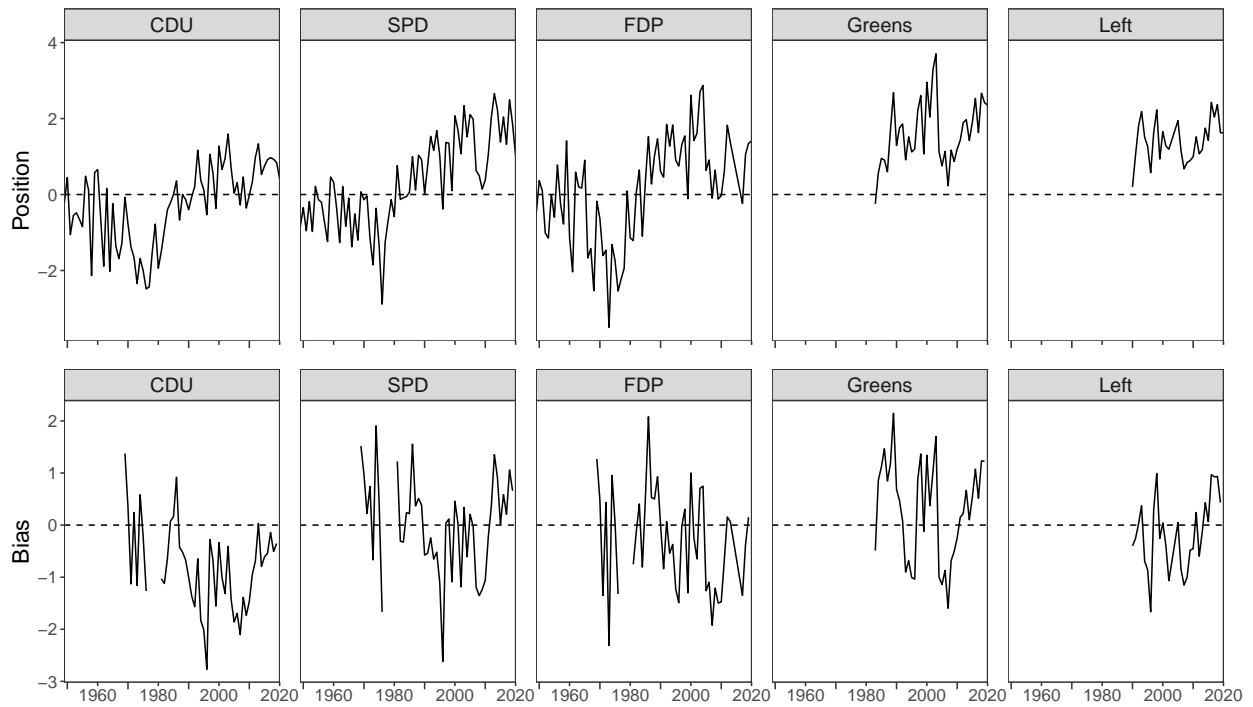 CDU SPD FDP Greens Left
4
2
0
−2
Position
CDU SPD FDP Greens Left
2
1
0
−1
−2
−3
Bias
1960 1980 2000 2020 1960 1980 2000 2020 1960 1980 2000 2020 1960 1980 2000 2020 1960 1980 2000 2020